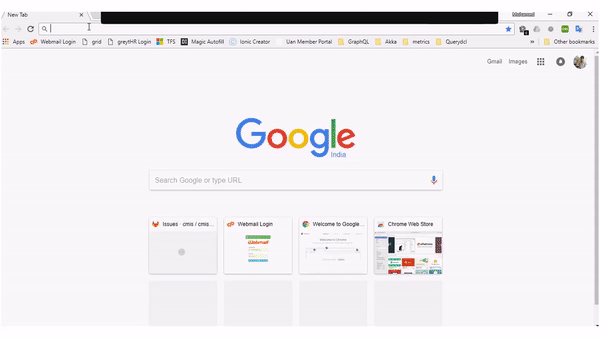 New Tab
Apps Webmail Login grid greytHR Login TFS Magic Autofill Ionic Creator Uan Member Portal GraphQL Akka metrics Querydcl » Other bookmarks
Gmail Images
Google
India
Search Google or type URL
Issues · cmis / cmis... Webmail Login Welcome to Google... Chrome Web Store